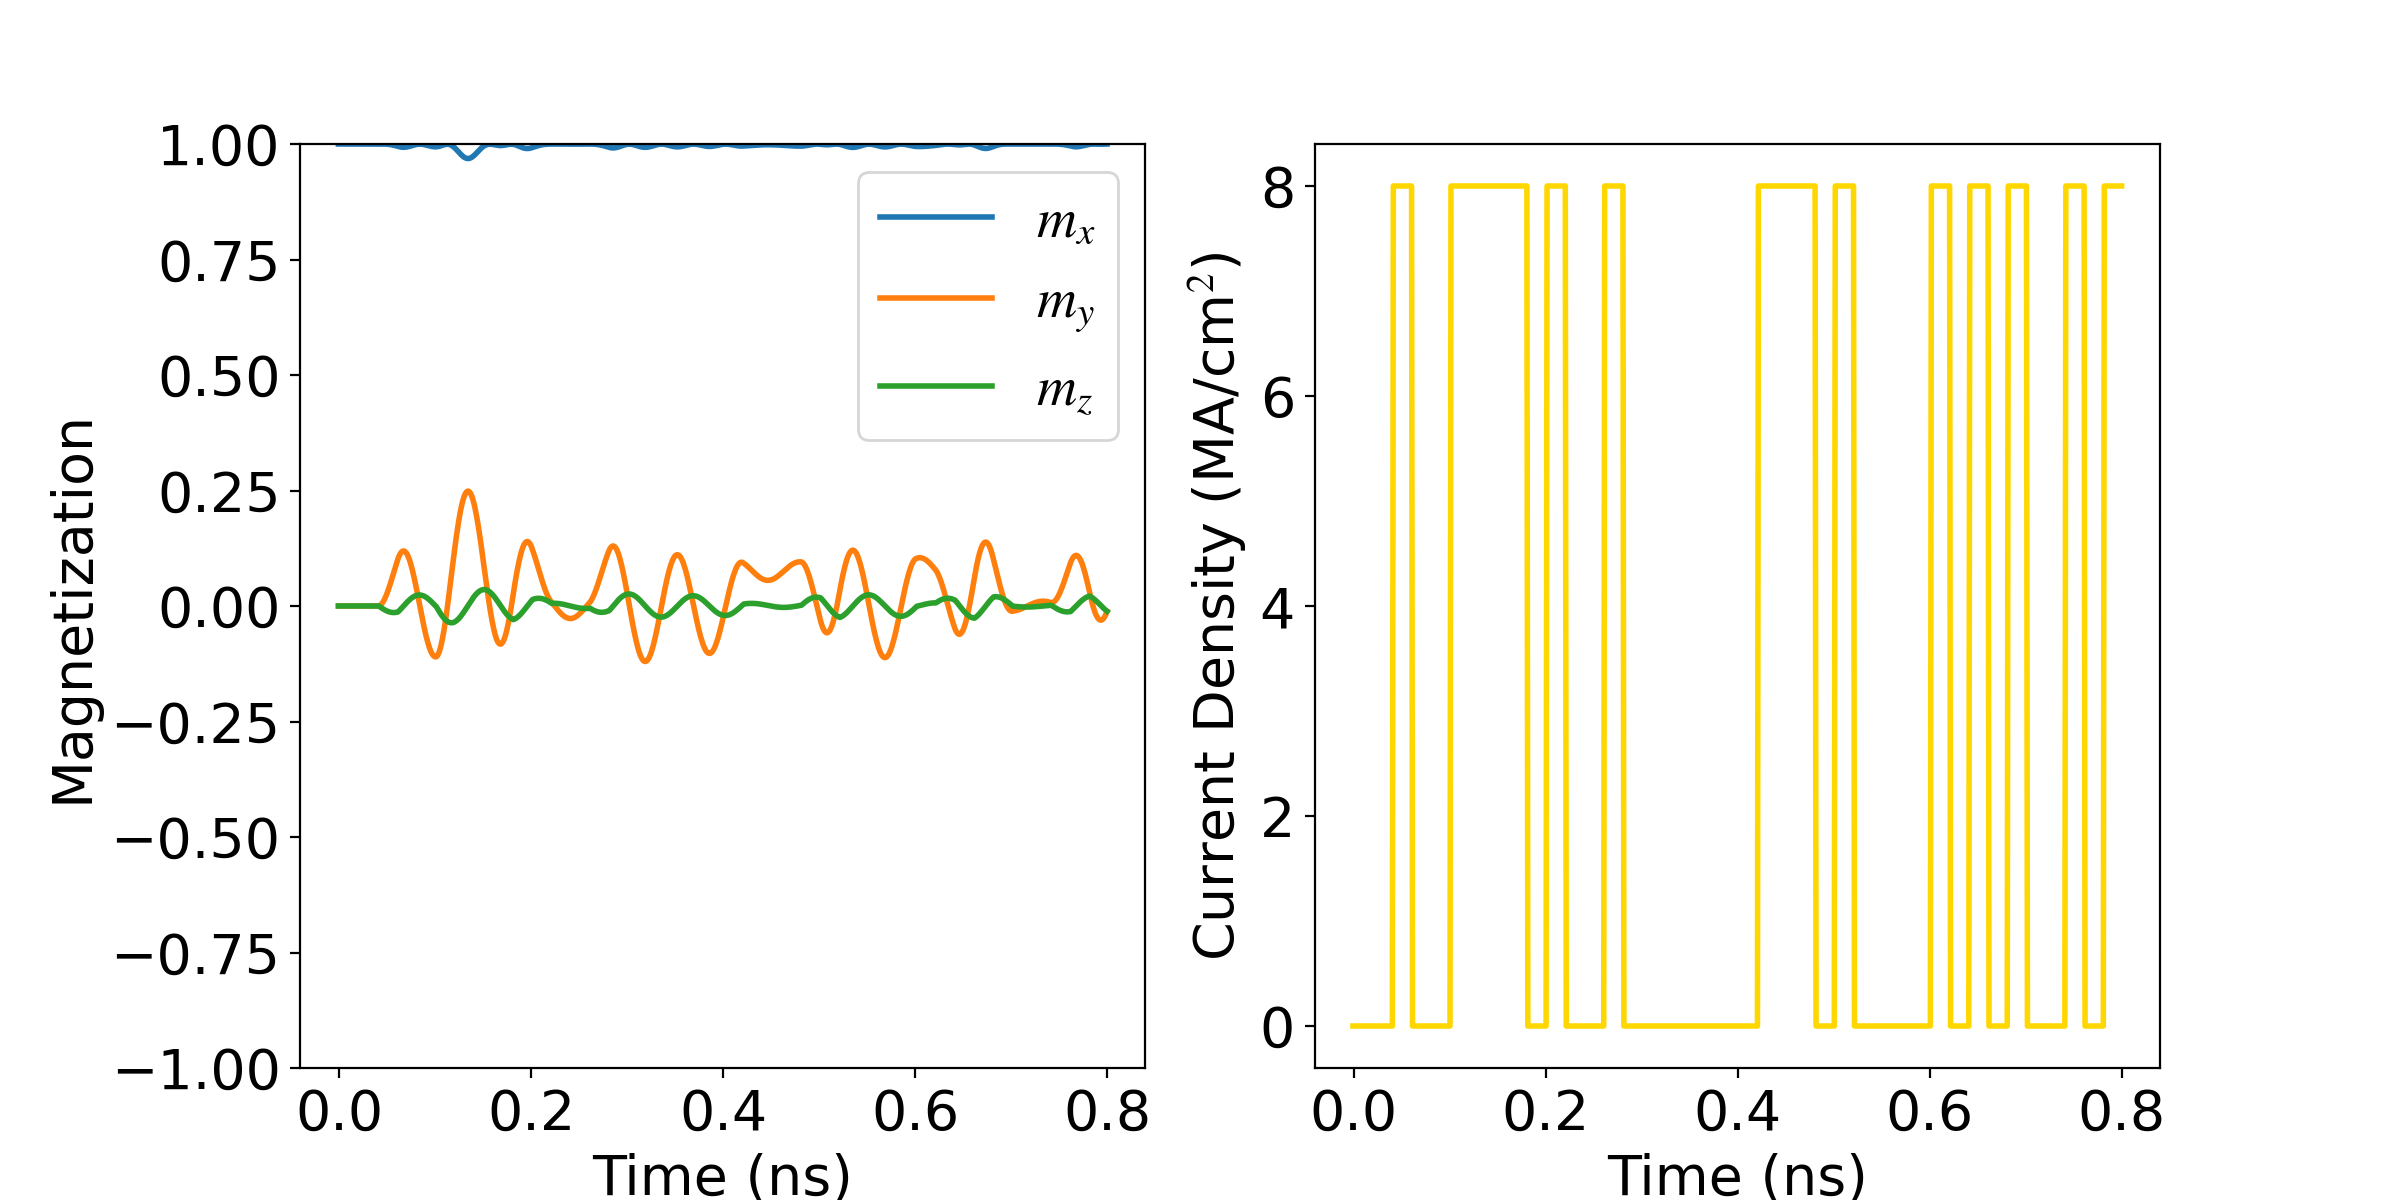 1.00
0.75
0.50
0.25
0.00
−0.25
−0.50
−0.75
−1.00
Magnetization
0.0 0.2 0.4 0.6 0.8
Time (ns)
m_x
m_y
m_z
8
6
4
2
0
Current Density (MA/cm²)
0.0 0.2 0.4 0.6 0.8
Time (ns)